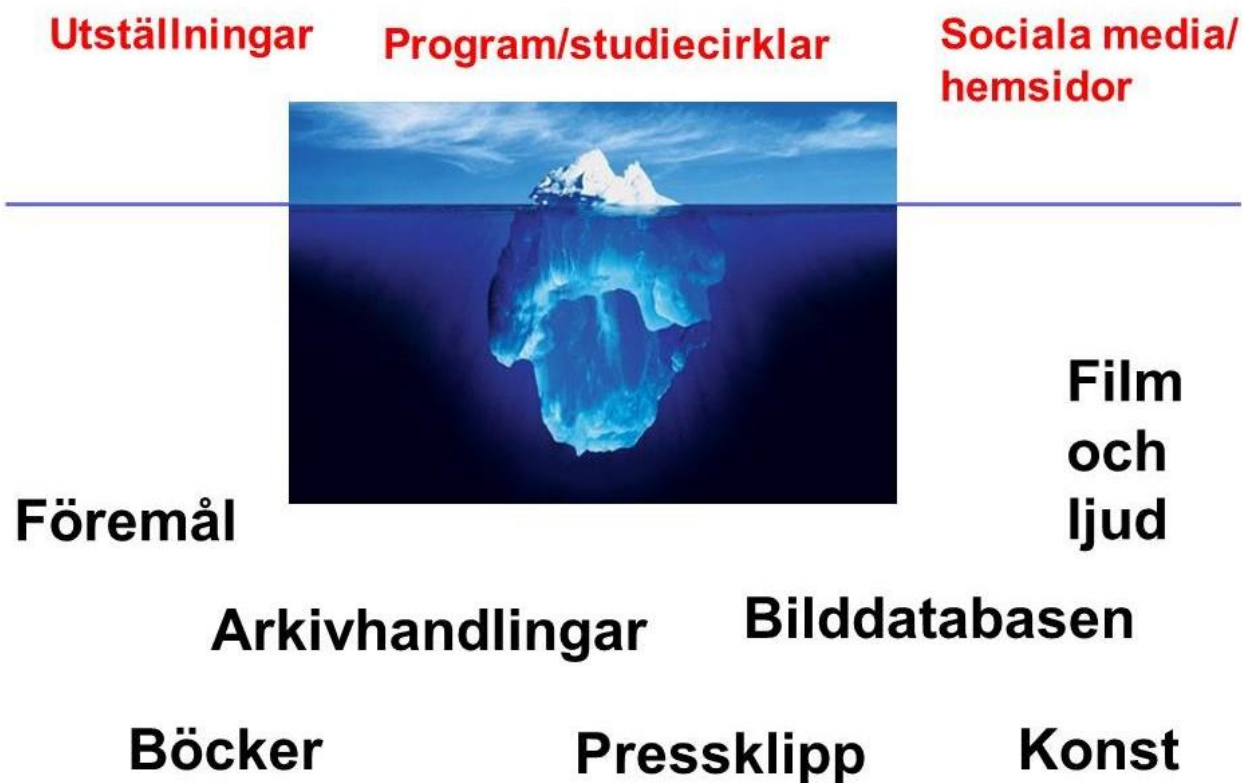 Utställningar
Program/studiecirklar
Sociala media/
hemsidor
Film
och
ljud
Föremål
Arkivhandlingar
Bilddatabasen
Böcker
Pressklipp
Konst